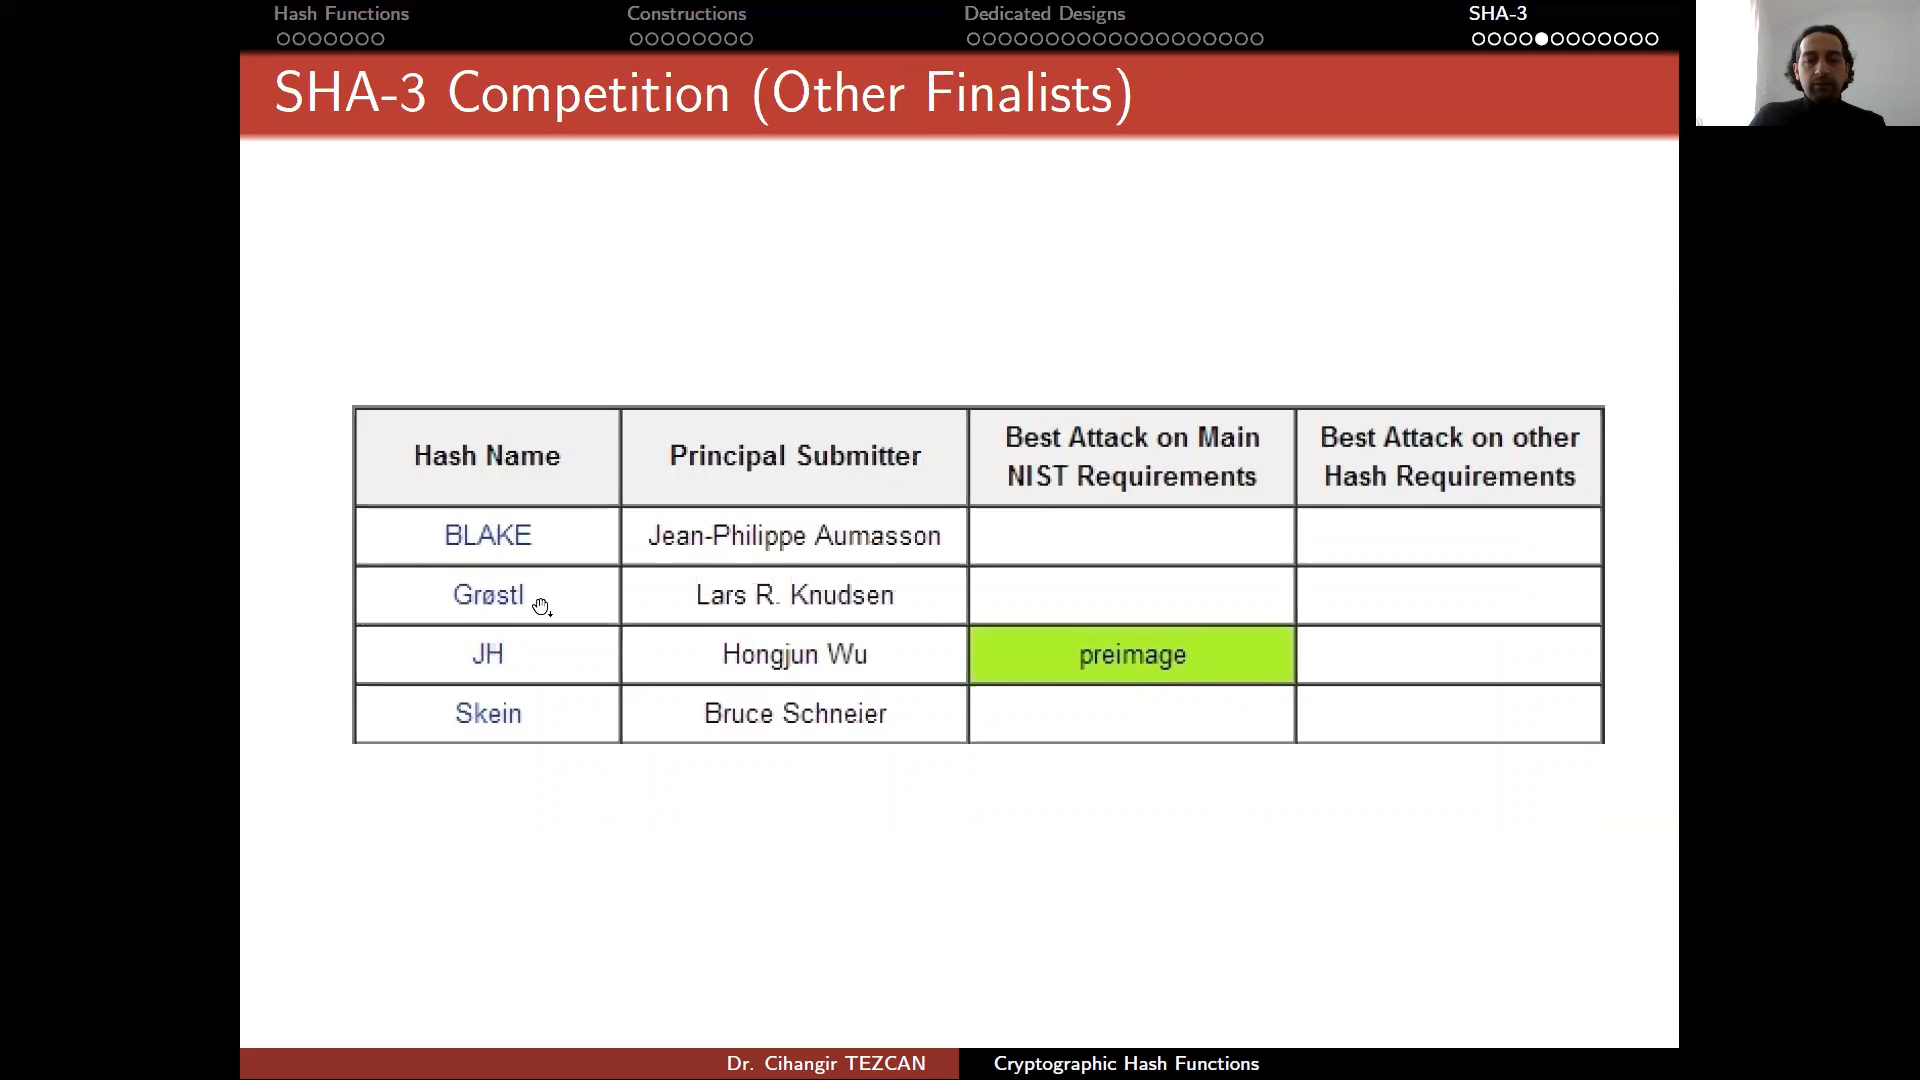 Hash Functions
Constructions
Dedicated Designs
SHA-3
SHA-3 Competition (Other Finalists)
Hash Name
Principal Submitter
Best Attack on Main
NIST Requirements
Best Attack on other
Hash Requirements
BLAKE
Jean-Philippe Aumasson
Grøstl
Lars R. Knudsen
JH
Hongjun Wu
preimage
Skein
Bruce Schneier
Dr. Cihangir TEZCAN
Cryptographic Hash Functions